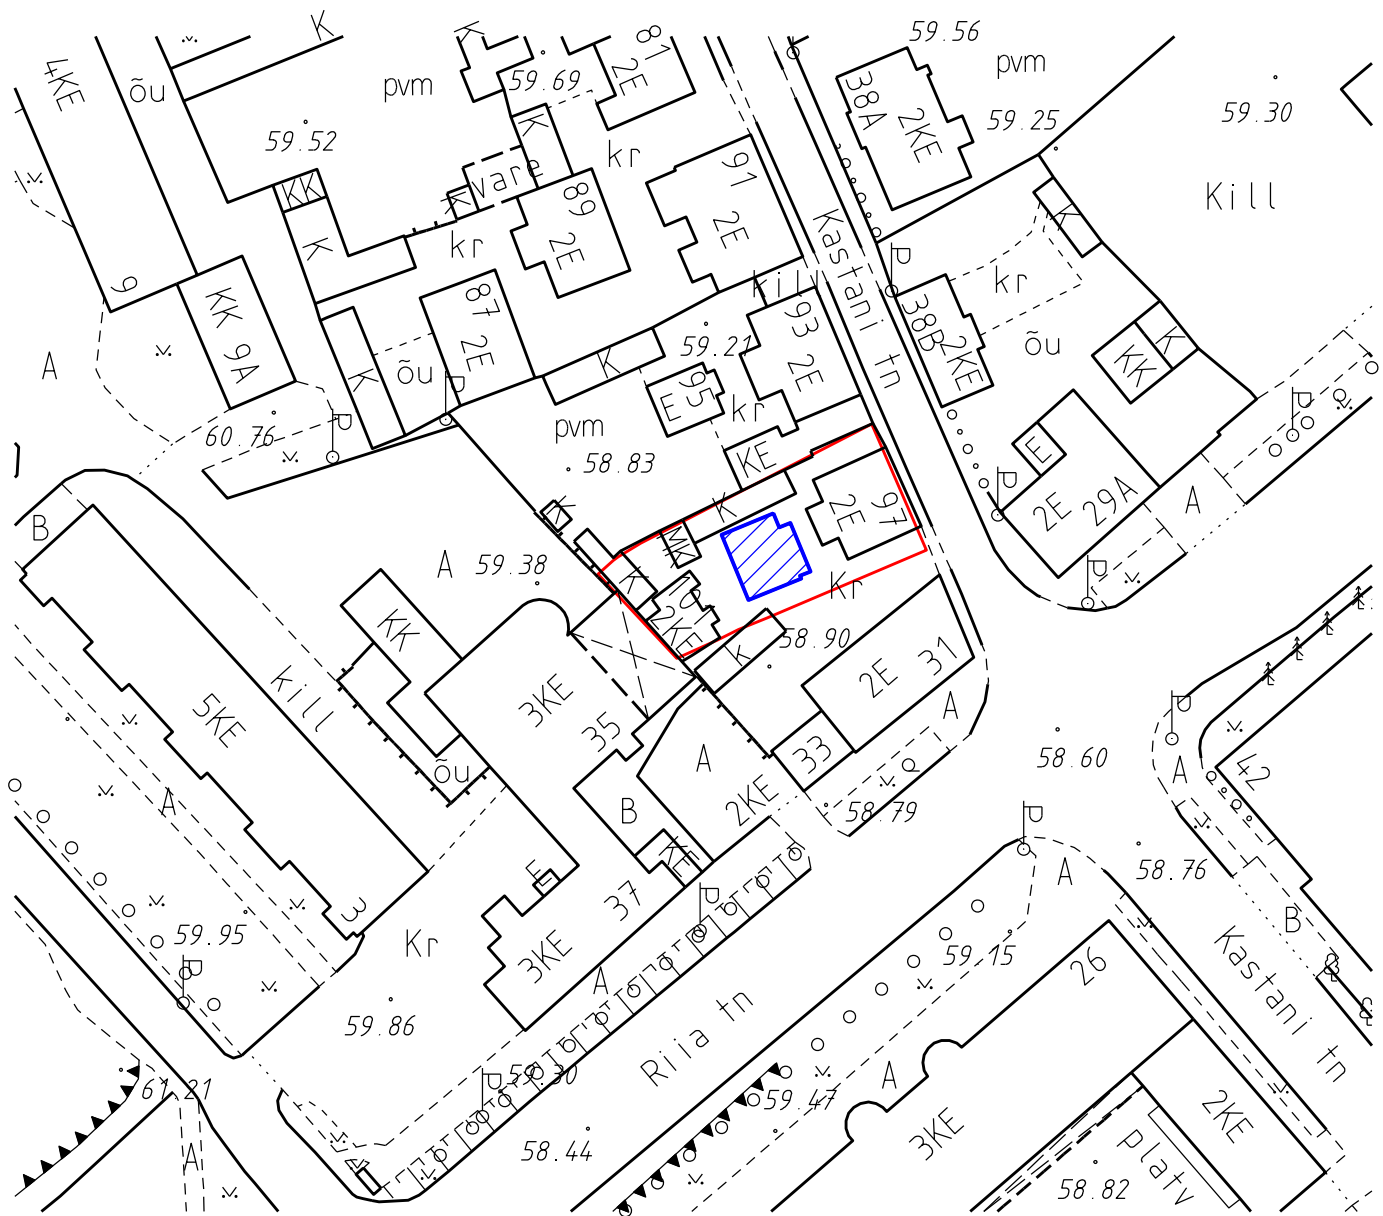 K
K
81
59.56
4KE
õu
pvm
59.69
2E
38A
pvm
59.52
2KE
59.25
59.30
K
kr
91
vare
KK
K
89
Kill
2E
2E
Kastani tn
K
K
kr
kr
9
KK 9A
87
2E
kill
93
38B
2KE
õu
K
KK
A
K
õu
K
59.21
2E
P
P
P
P
E
95
kr
60.76
pvm
58.83
KE
E
2E
29A
A
P
P
B
K
K
2E
97
MK
A
59.38
K
101
2KE
Kr
KK
58.90
K
2E
31
kill
3KE
35
A
5KE
33
A
58.60
P
A
42
õu
B
2KE
58.79
A
KE
P
A
58.76
E
3
37
P
59.95
Kr
3KE
A
59.15
26
B
P
Kastani tn
59.86
Riia tn
61.21
P
59.30
A
59.47
3KE
2KE
A
58.44
platv
58.82